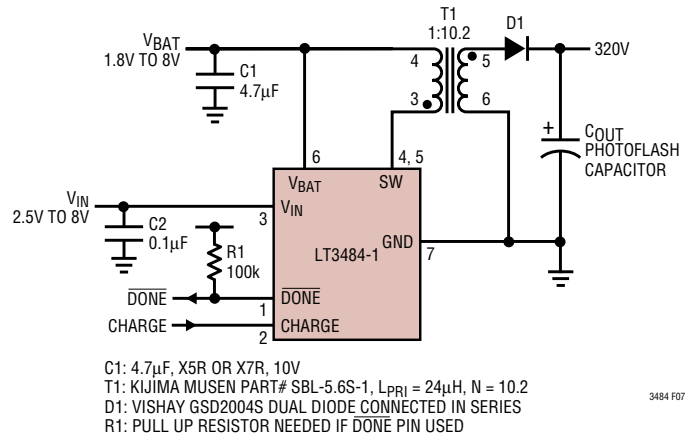 T1
1:10.2
D1
VBAT
1.8V TO 8V
4
5
320V
C1
4.7µF
3
6
+
COUT
PHOTOFLASH
CAPACITOR
6
4, 5
VBAT
SW
VIN
2.5V TO 8V
3
VIN
C2
0.1µF
R1
100k
LT3484-1
GND
7
DONE
1
DONE
CHARGE
2
CHARGE
C1: 4.7µF, X5R OR X7R, 10V
T1: KIJIMA MUSEN PART# SBL-5.6S-1, LPRI = 24µH, N = 10.2
D1: VISHAY GSD2004S DUAL DIODE CONNECTED IN SERIES
R1: PULL UP RESISTOR NEEDED IF DONE PIN USED
3484 F07